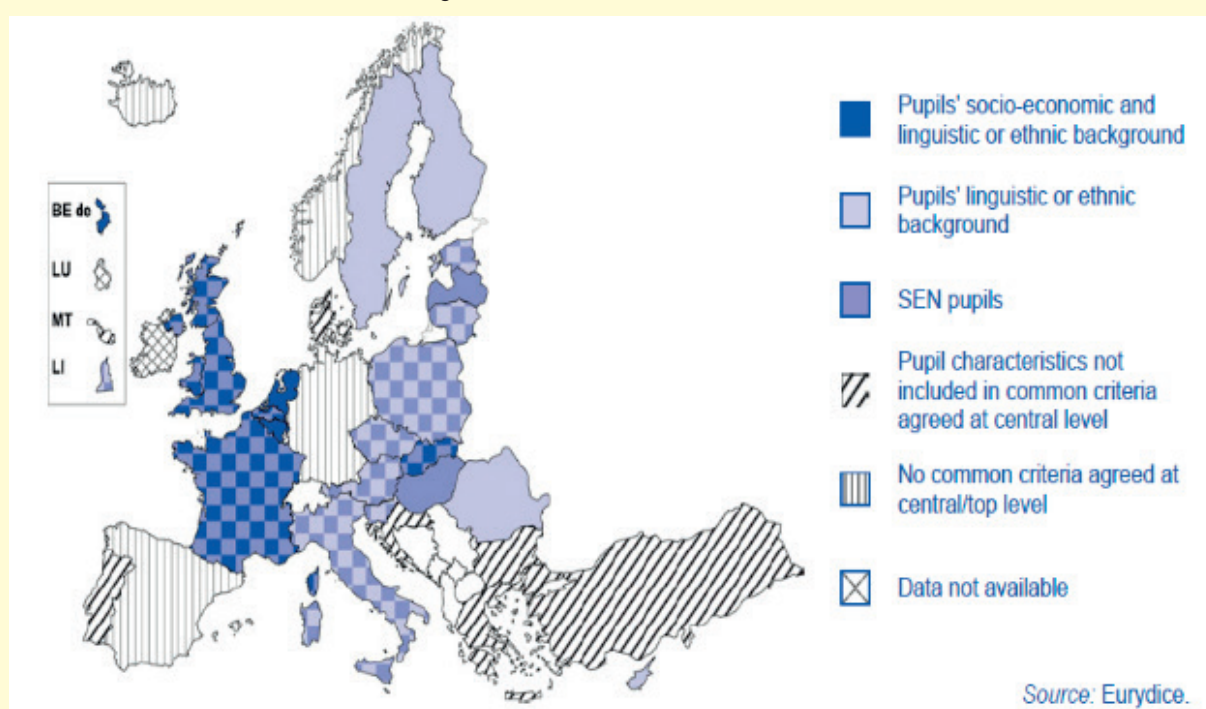 BE de
LU
MT
LI
Pupils' socio-economic and
linguistic or ethnic background
Pupils' linguistic or ethnic
background
SEN pupils
Pupil characteristics not
included in common criteria
agreed at central level
No common criteria agreed at
central/top level
Data not available
Source: Eurydice.